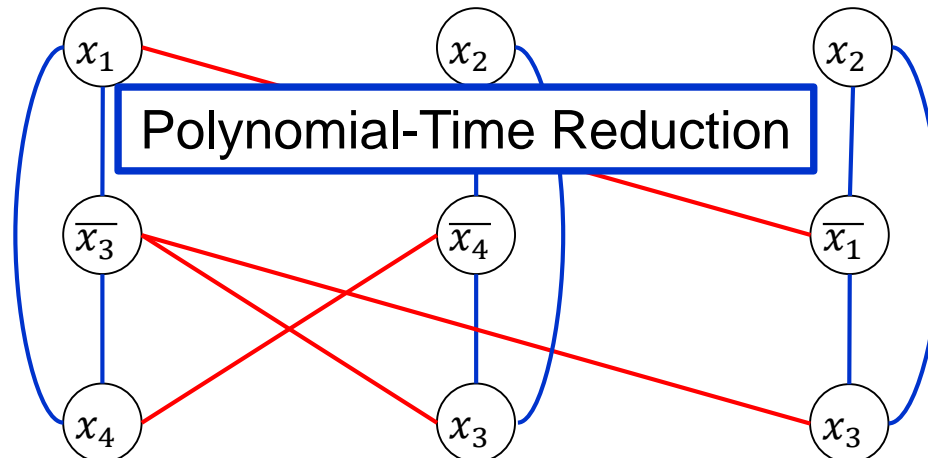 x₁ x₂ x₂
Polynomial-Time Reduction
x̅₃ x̅₄ x̅₁
x₄ x₃ x₃